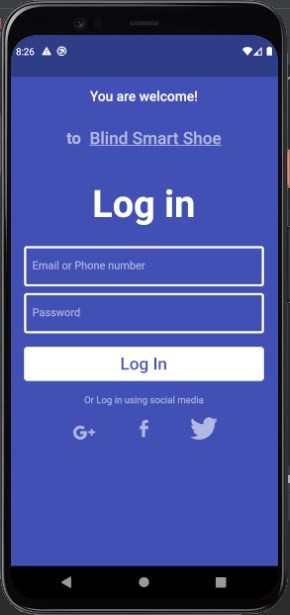 8:26
You are welcome!
to Blind Smart Shoe
Log in
Email or Phone number
Password
Log In
Or Log in using social media
G+ f